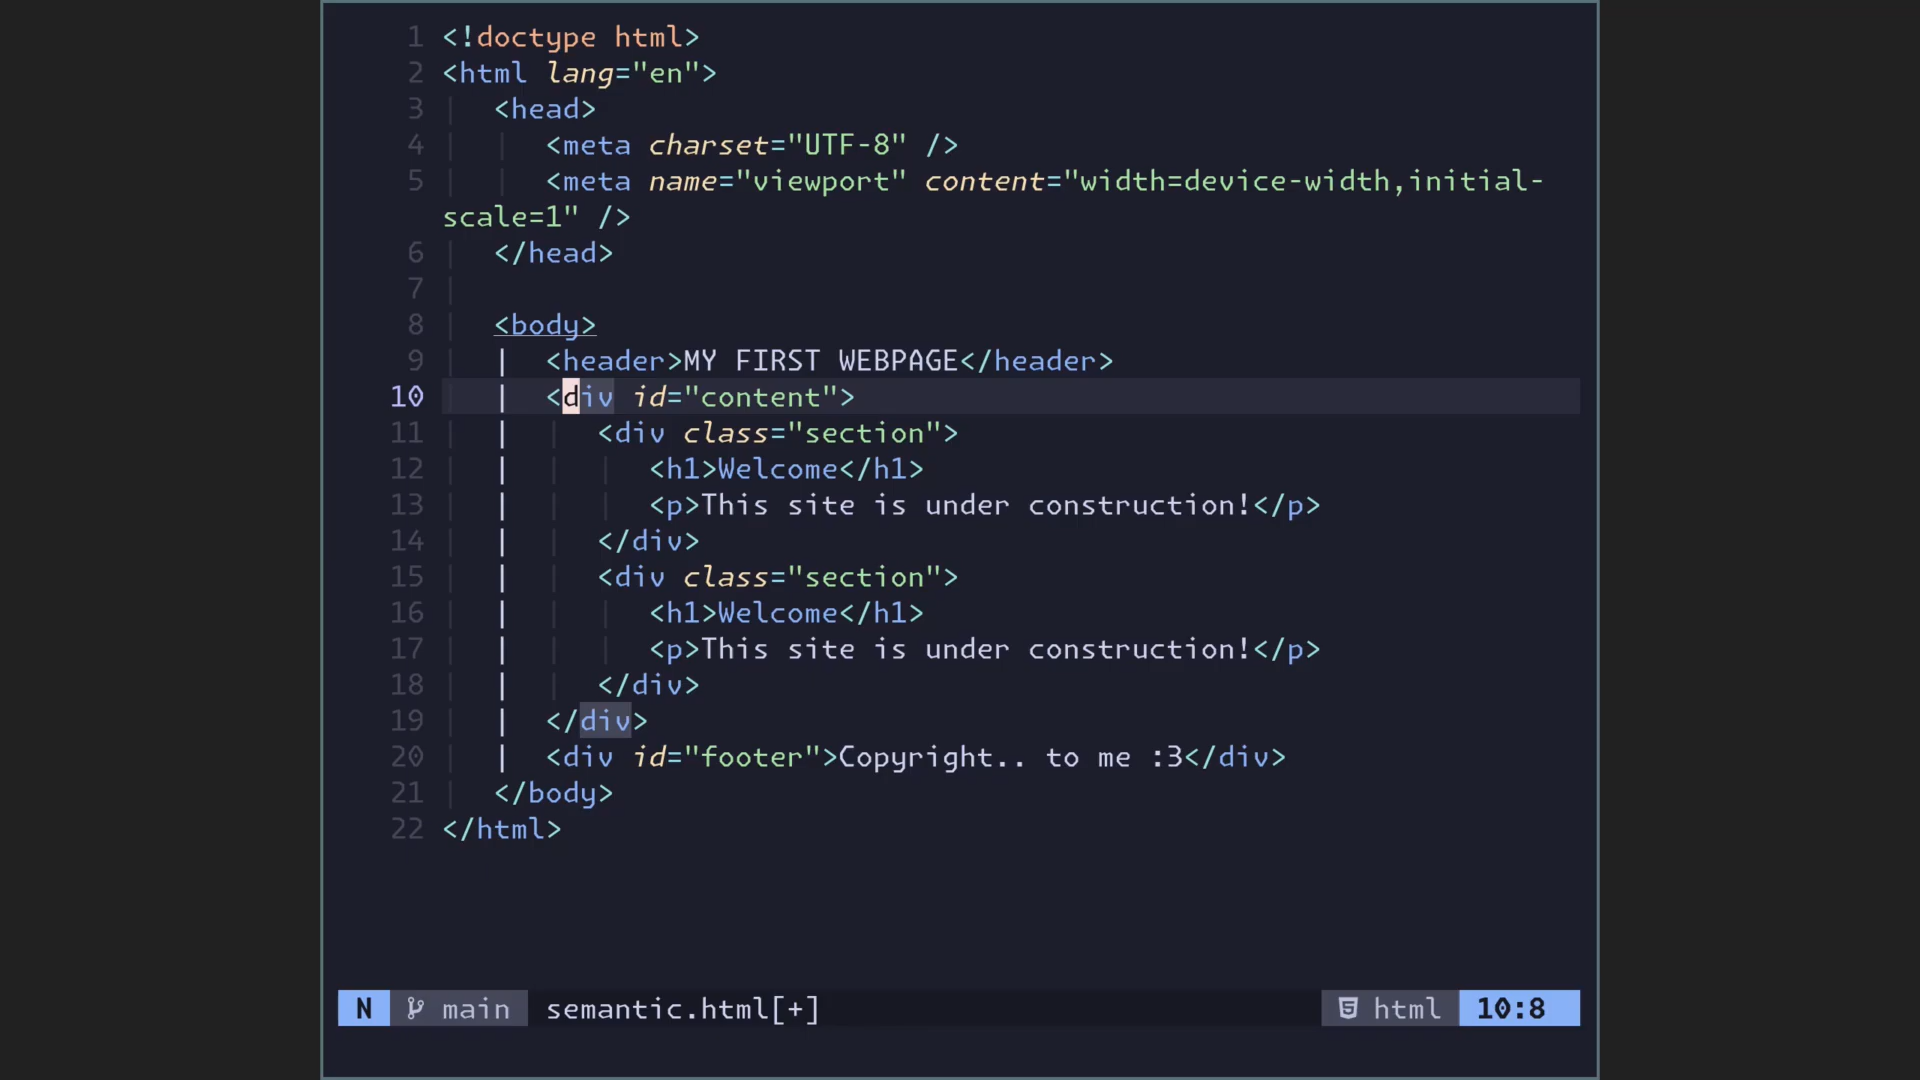 1 <!doctype html>
2 <html lang="en">
3 <head>
4 <meta charset="UTF-8" />
5 <meta name="viewport" content="width=device-width,initial-
scale=1" />
6 </head>
7
8 <body>
9 <header>MY FIRST WEBPAGE</header>
10 <div id="content">
11 <div class="section">
12 <h1>Welcome</h1>
13 <p>This site is under construction!</p>
14 </div>
15 <div class="section">
16 <h1>Welcome</h1>
17 <p>This site is under construction!</p>
18 </div>
19 </div>
20 <div id="footer">Copyright.. to me :3</div>
21 </body>
22 </html>
N main semantic.html[+] html 10:8